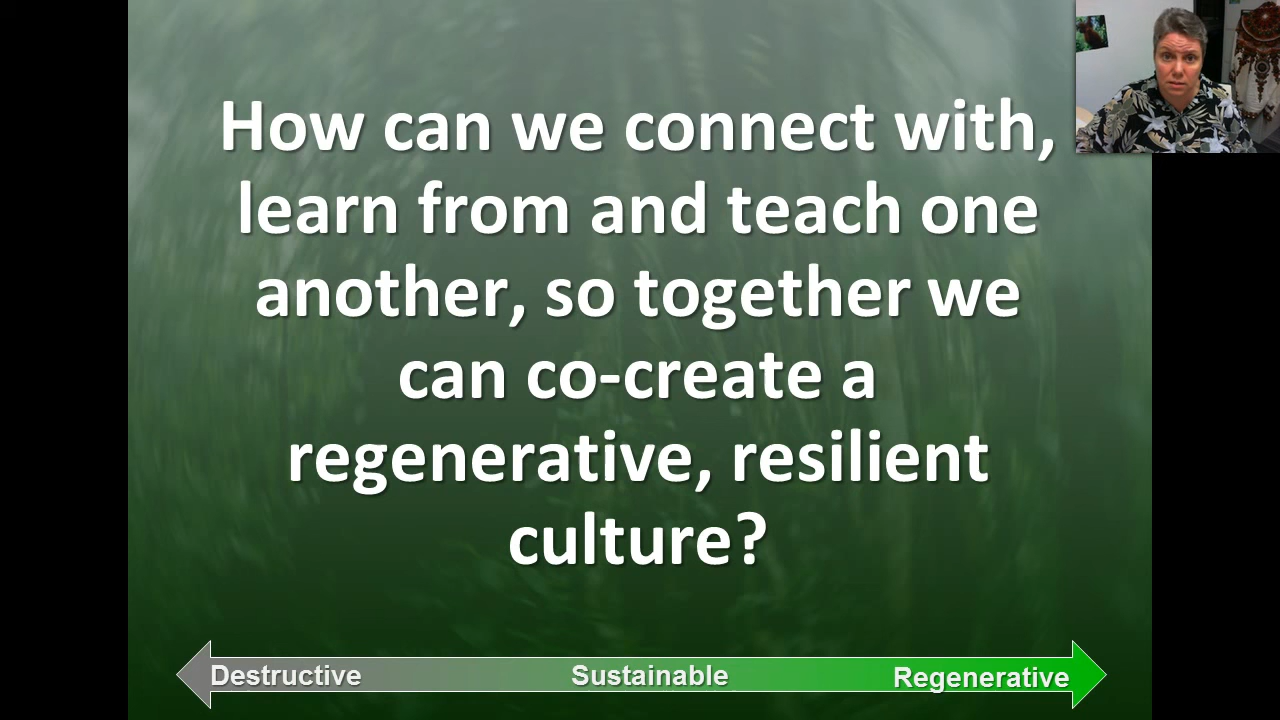 How can we connect with,
learn from and teach one
another, so together we
can co-create a
regenerative, resilient
culture?
Destructive Sustainable Regenerative